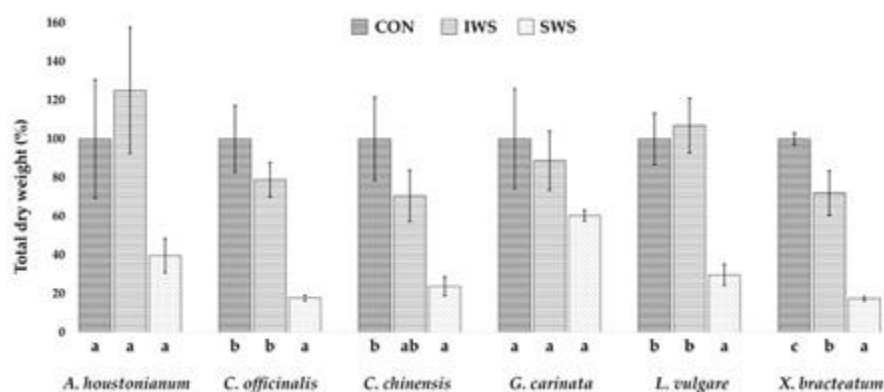 160
CON IWS SWS
140
120
100
80
60
40
20
0
Total dry weight (%)
a a a b b a b ab a a a a b b a c b a
A. houstonianum C. officinalis C. chinensis G. carinata L. vulgare X. bracteatum